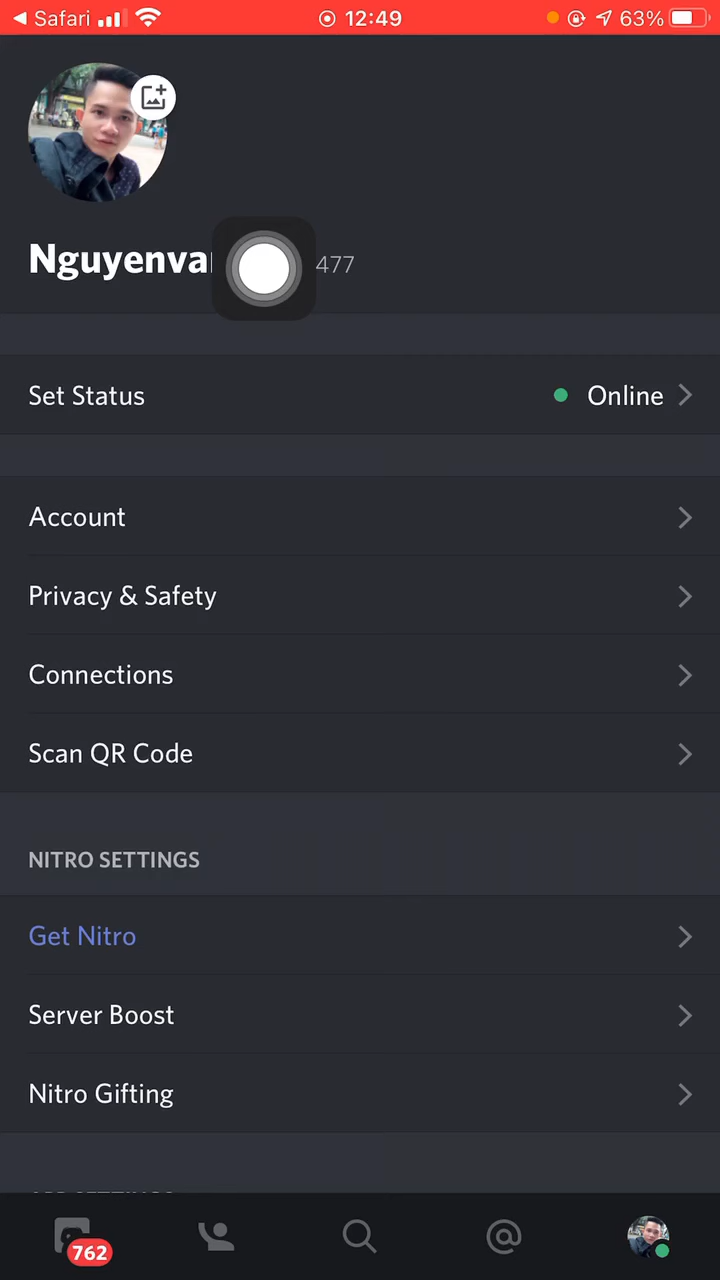 Safari 12:49 63%
477
Set Status Online
Account
Privacy & Safety
Connections
Scan QR Code
NITRO SETTINGS
Get Nitro
Server Boost
Nitro Gifting
762